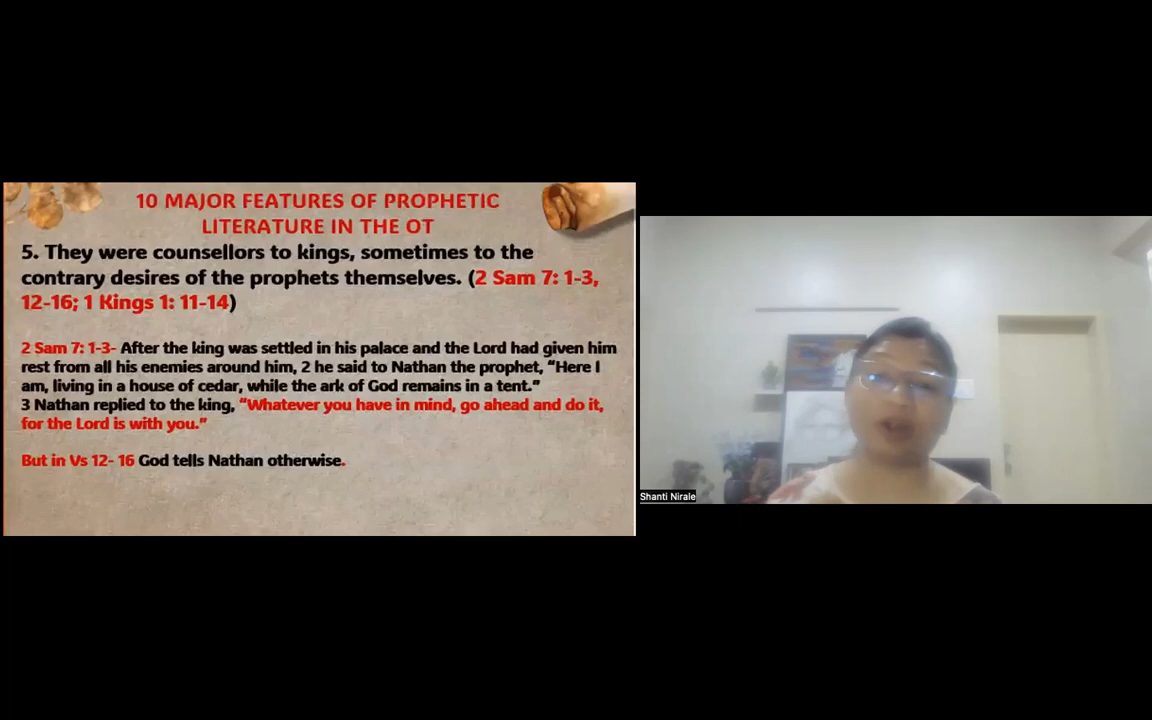 10 MAJOR FEATURES OF PROPHETIC
LITERATURE IN THE OT
5. They were counsellors to kings, sometimes to the
contrary desires of the prophets themselves. (2 Sam 7: 1-3,
12-16; 1 Kings 1: 11-14)
2 Sam 7: 1-3- After the king was settled in his palace and the Lord had given him
rest from all his enemies around him, 2 he said to Nathan the prophet, “Here I
am, living in a house of cedar, while the ark of God remains in a tent.”
3 Nathan replied to the king, “Whatever you have in mind, go ahead and do it,
for the Lord is with you.”
But in Vs 12- 16 God tells Nathan otherwise.
Shanti Nirale